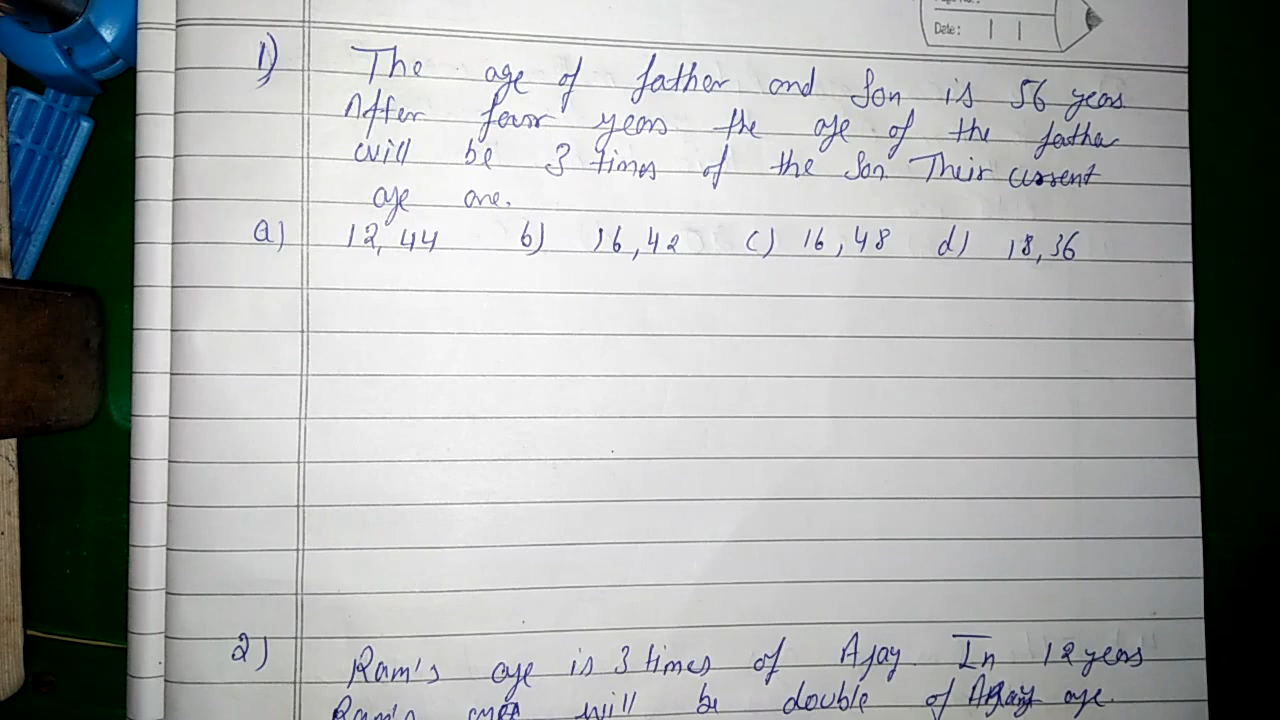 Date:
1) The age of father and Son is 56 years
After four years the age of the father
will be 3 times of the Son Their current
age are.
a) 12, 44 b) 16, 42 c) 16, 48 d) 18, 36
2) Ram's age is 3 times of Ajay In 12 years
Ram's will be double of age.